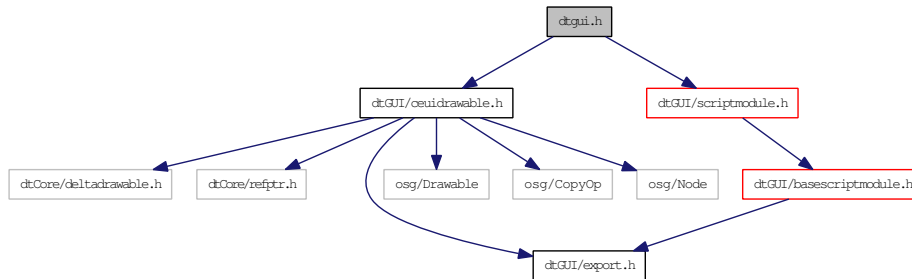 dtgui.h
dtGUI/ceuidrawable.h
dtGUI/scriptmodule.h
dtCore/deltadrawable.h
dtCore/refptr.h
osg/Drawable
osg/CopyOp
osg/Node
dtGUI/basescriptmodule.h
dtGUI/export.h